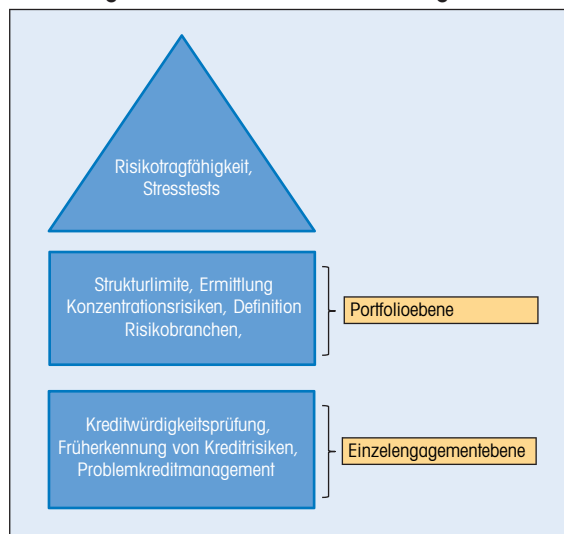 Risikotragfähigkeit,
Stresstests
Strukturlimite, Ermittlung
Konzentrationsrisiken, Definition
Risikobranchen,
Portfolioebene
Kreditwürdigkeitsprüfung,
Früherkennung von Kreditrisiken,
Problemkreditmanagement
Einzelengagementebene